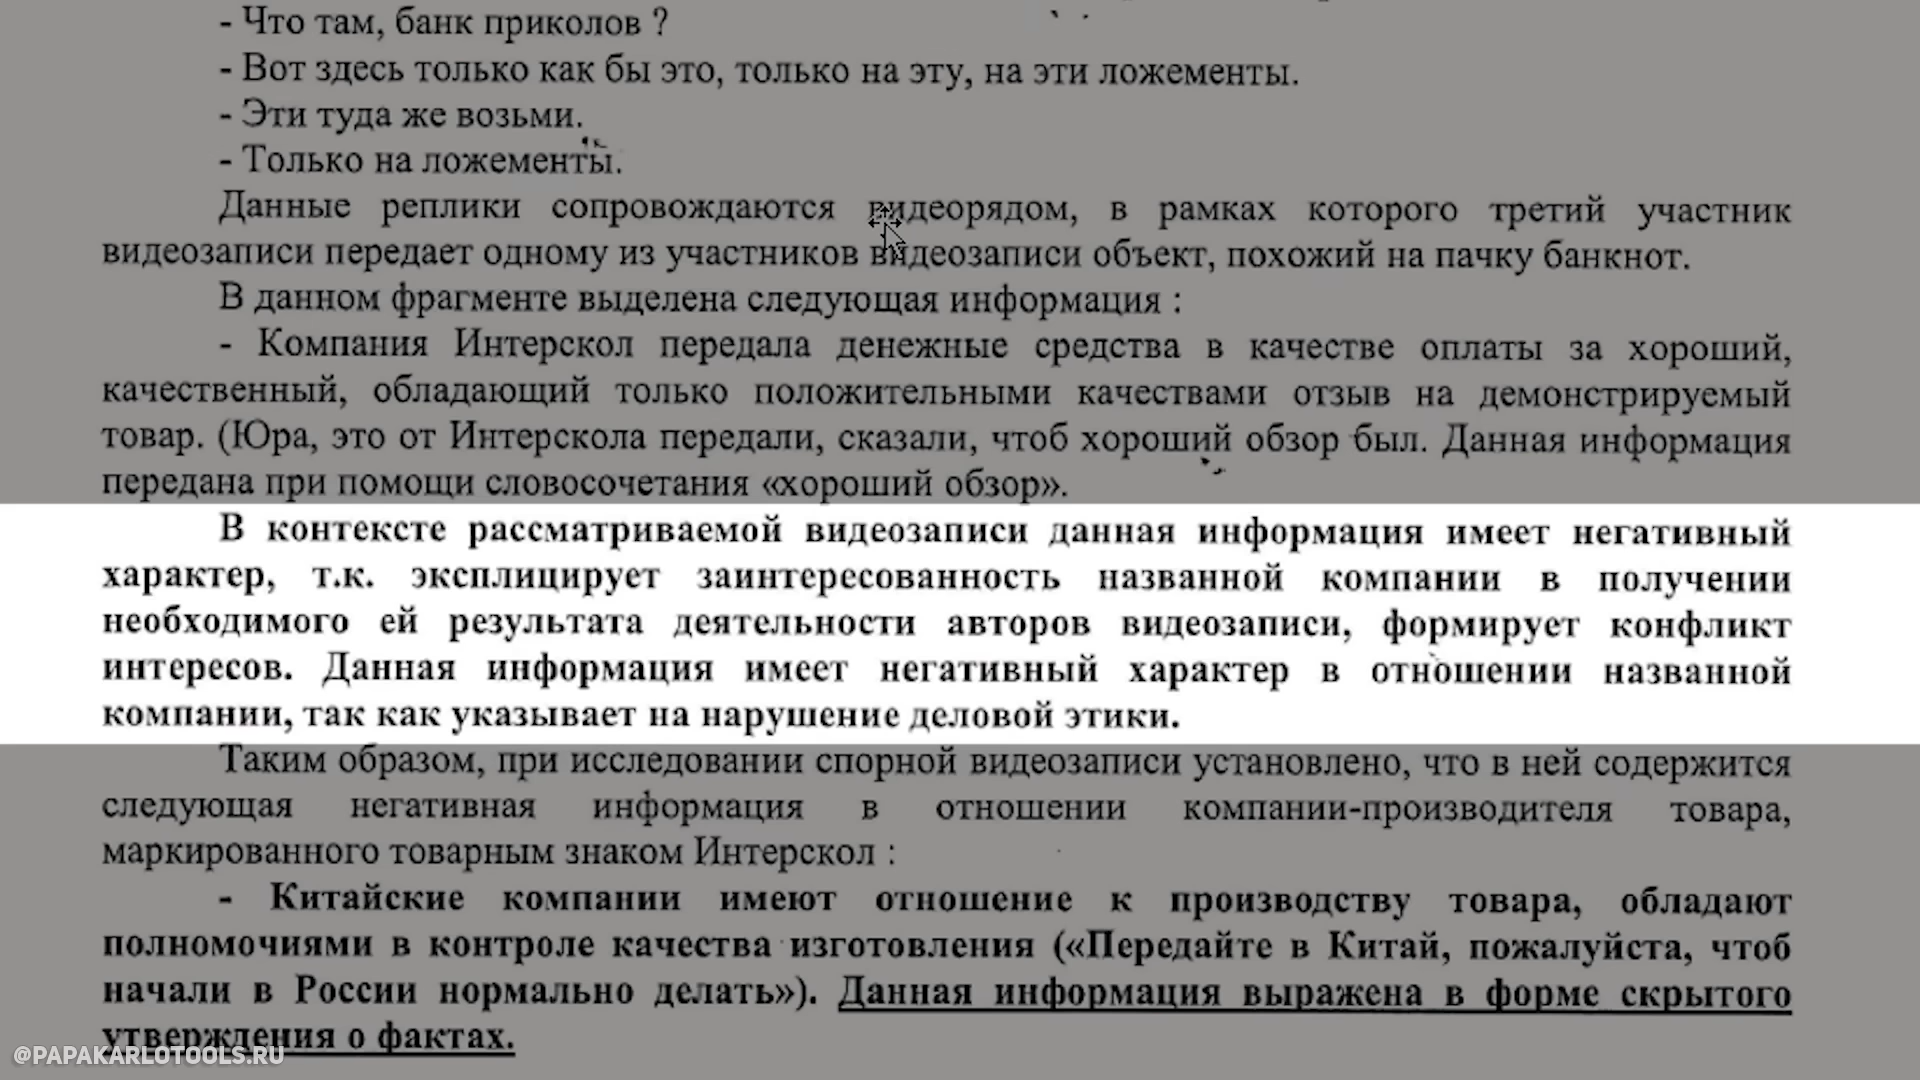 - Что там, банк приколов ?
- Вот здесь только как бы это, только на эту, на эти ложементы.
- Эти туда же возьми.
- Только на ложементы.
Данные реплики сопровождаются видеорядом, в рамках которого третий участник
видеозаписи передает одному из участников видеозаписи объект, похожий на пачку банкнот.
В данном фрагменте выделена следующая информация :
- Компания Интерскол передала денежные средства в качестве оплаты за хороший,
качественный, обладающий только положительными качествами отзыв на демонстрируемый
товар. (Юра, это от Интерскола передали, сказали, чтоб хороший обзор был. Данная информация
передана при помощи словосочетания «хороший обзор».
В контексте рассматриваемой видеозаписи данная информация имеет негативный
характер, т.к. эксплицирует заинтересованность названной компании в получении
необходимого ей результата деятельности авторов видеозаписи, формирует конфликт
интересов. Данная информация имеет негативный характер в отношении названной
компании, так как указывает на нарушение деловой этики.
Таким образом, при исследовании спорной видеозаписи установлено, что в ней содержится
следующая негативная информация в отношении компании-производителя товара,
маркированного товарным знаком Интерскол :
- Китайские компании имеют отношение к производству товара, обладают
полномочиями в контроле качества изготовления («Передайте в Китай, пожалуйста, чтоб
начали в России нормально делать»). Данная информация выражена в форме скрытого
утверждения о фактах.
@PAPAKARLOTOOLS.RU